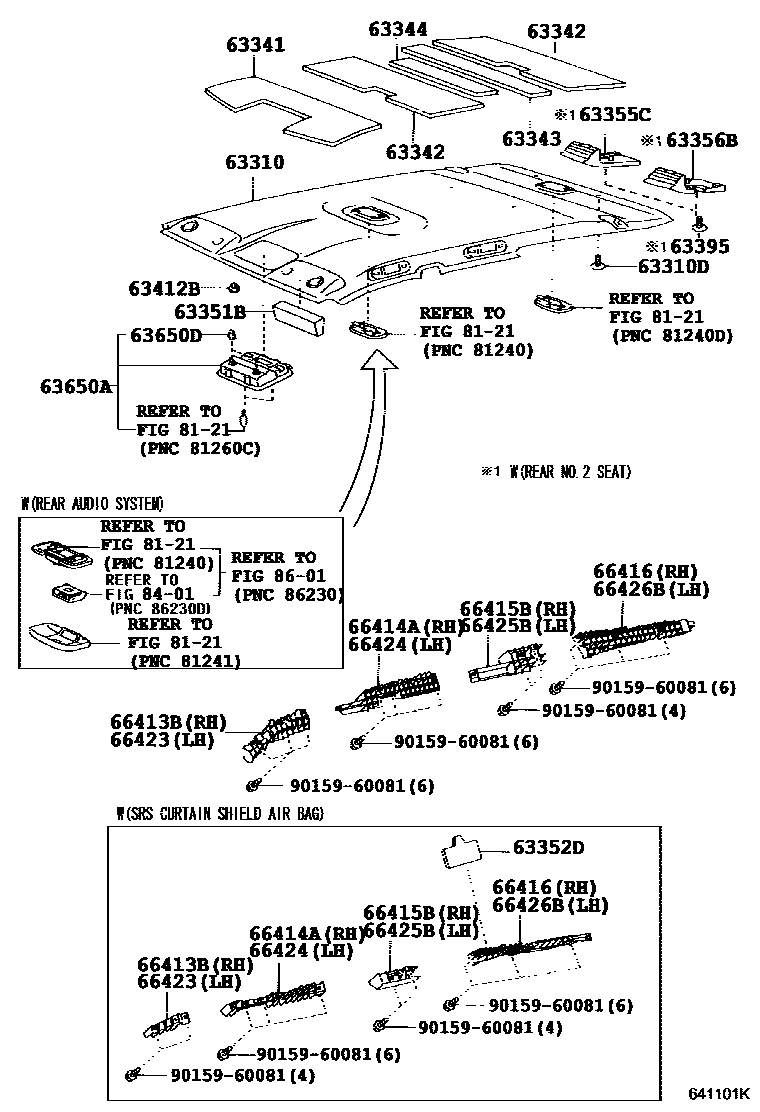 63341
63344
63342
63342
63343
※1 63355C
※1 63356B
63310
※1 63395
63310D
63412B
63351B
63650D
63650A
REFER TO
FIG 81-21
(PNC 81260C)
REFER TO
FIG 81-21
(PNC 81240)
REFER TO
FIG 81-21
(PNC 81240D)
※1 W(REAR NO.2 SEAT)
W(REAR AUDIO SYSTEM)
REFER TO
FIG 81-21
(PNC 81240)
REFER TO
FIG 84-01
(PNC 86230D)
REFER TO
FIG 86-01
(PNC 86230)
REFER TO
FIG 81-21
(PNC 81241)
66416(RH)
66426B(LH)
66415B(RH)
66425B(LH)
66414A(RH)
66424(LH)
66413B(RH)
66423(LH)
90159-60081(6)
90159-60081(4)
90159-60081(6)
90159-60081(6)
W(SRS CURTAIN SHIELD AIR BAG)
63352D
66416(RH)
66426B(LH)
66415B(RH)
66425B(LH)
66414A(RH)
66424(LH)
66413B(RH)
66423(LH)
90159-60081(6)
90159-60081(4)
90159-60081(6)
90159-60081(4)
641101K